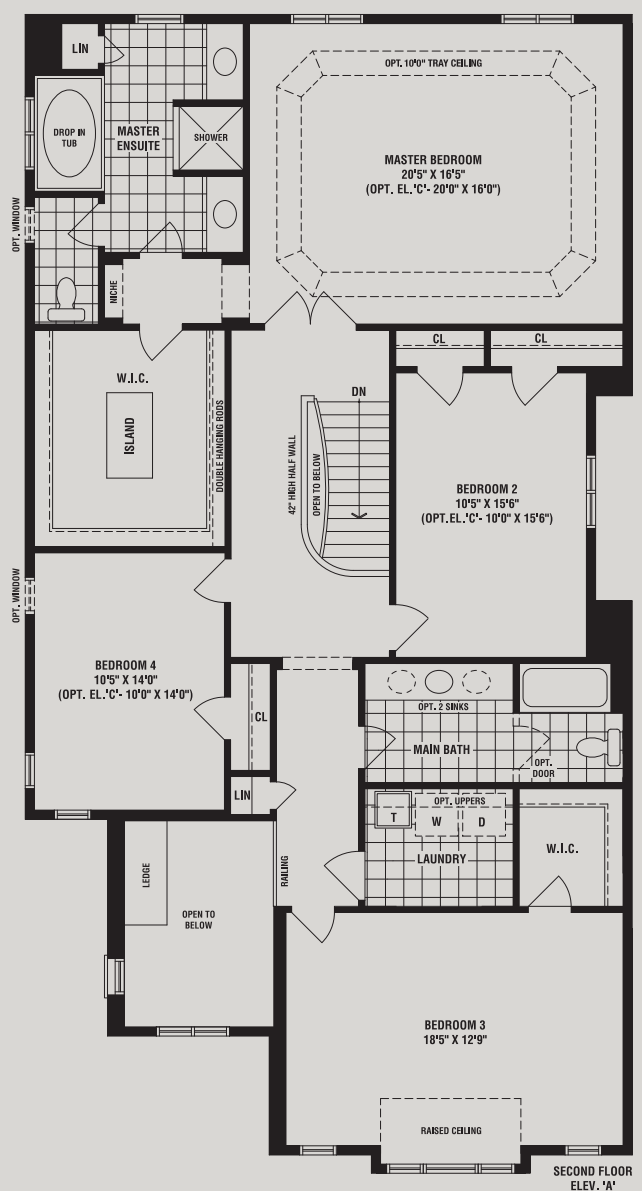 LIN
OPT. 10'0" TRAY CEILING
DROP IN
TUB
MASTER
ENSUITE
SHOWER
MASTER BEDROOM
20'5" X 16'5"
(OPT. EL.'C'- 20'0" X 16'0")
OPT. WINDOW
NICHE
W.I.C.
ISLAND
DOUBLE HANGING RODS
CL
CL
DN
42" HIGH HALF WALL
OPEN TO BELOW
BEDROOM 2
10'5" X 15'6"
(OPT.EL.'C'- 10'0" X 15'6")
OPT. WINDOW
BEDROOM 4
10'5" X 14'0"
(OPT. EL.'C'- 10'0" X 14'0")
CL
LIN
OPT. 2 SINKS
MAIN BATH
OPT.
DOOR
OPT. UPPERS
T
W
D
LAUNDRY
W.I.C.
LEDGE
RAILING
OPEN TO
BELOW
BEDROOM 3
18'5" X 12'9"
RAISED CEILING
SECOND FLOOR
ELEV. 'A'